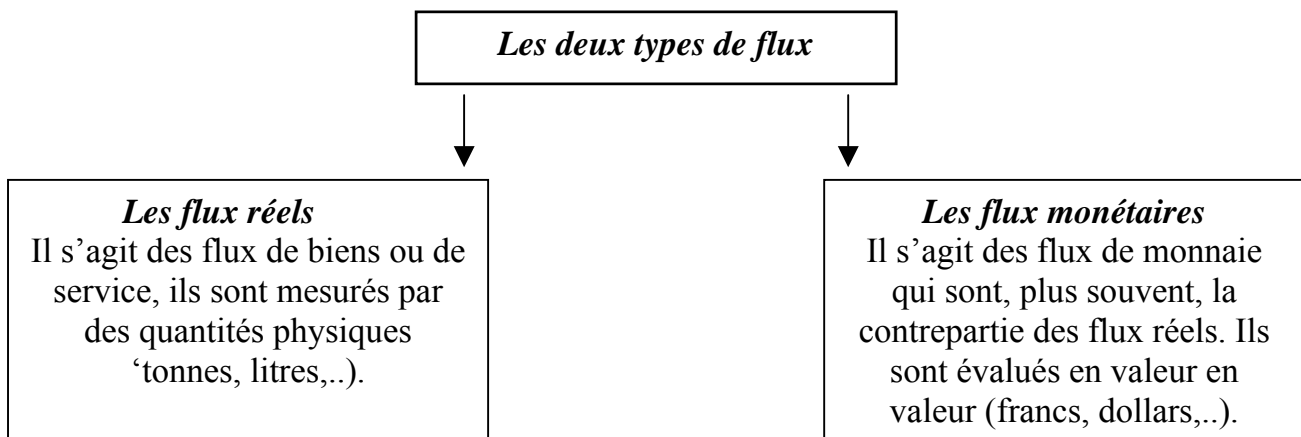 Les deux types de flux
Les flux réels
Il s’agit des flux de biens ou de
service, ils sont mesurés par
des quantités physiques
‘tonnes, litres,..).
Les flux monétaires
Il s’agit des flux de monnaie
qui sont, plus souvent, la
contrepartie des flux réels. Ils
sont évalués en valeur en
valeur (francs, dollars,..).